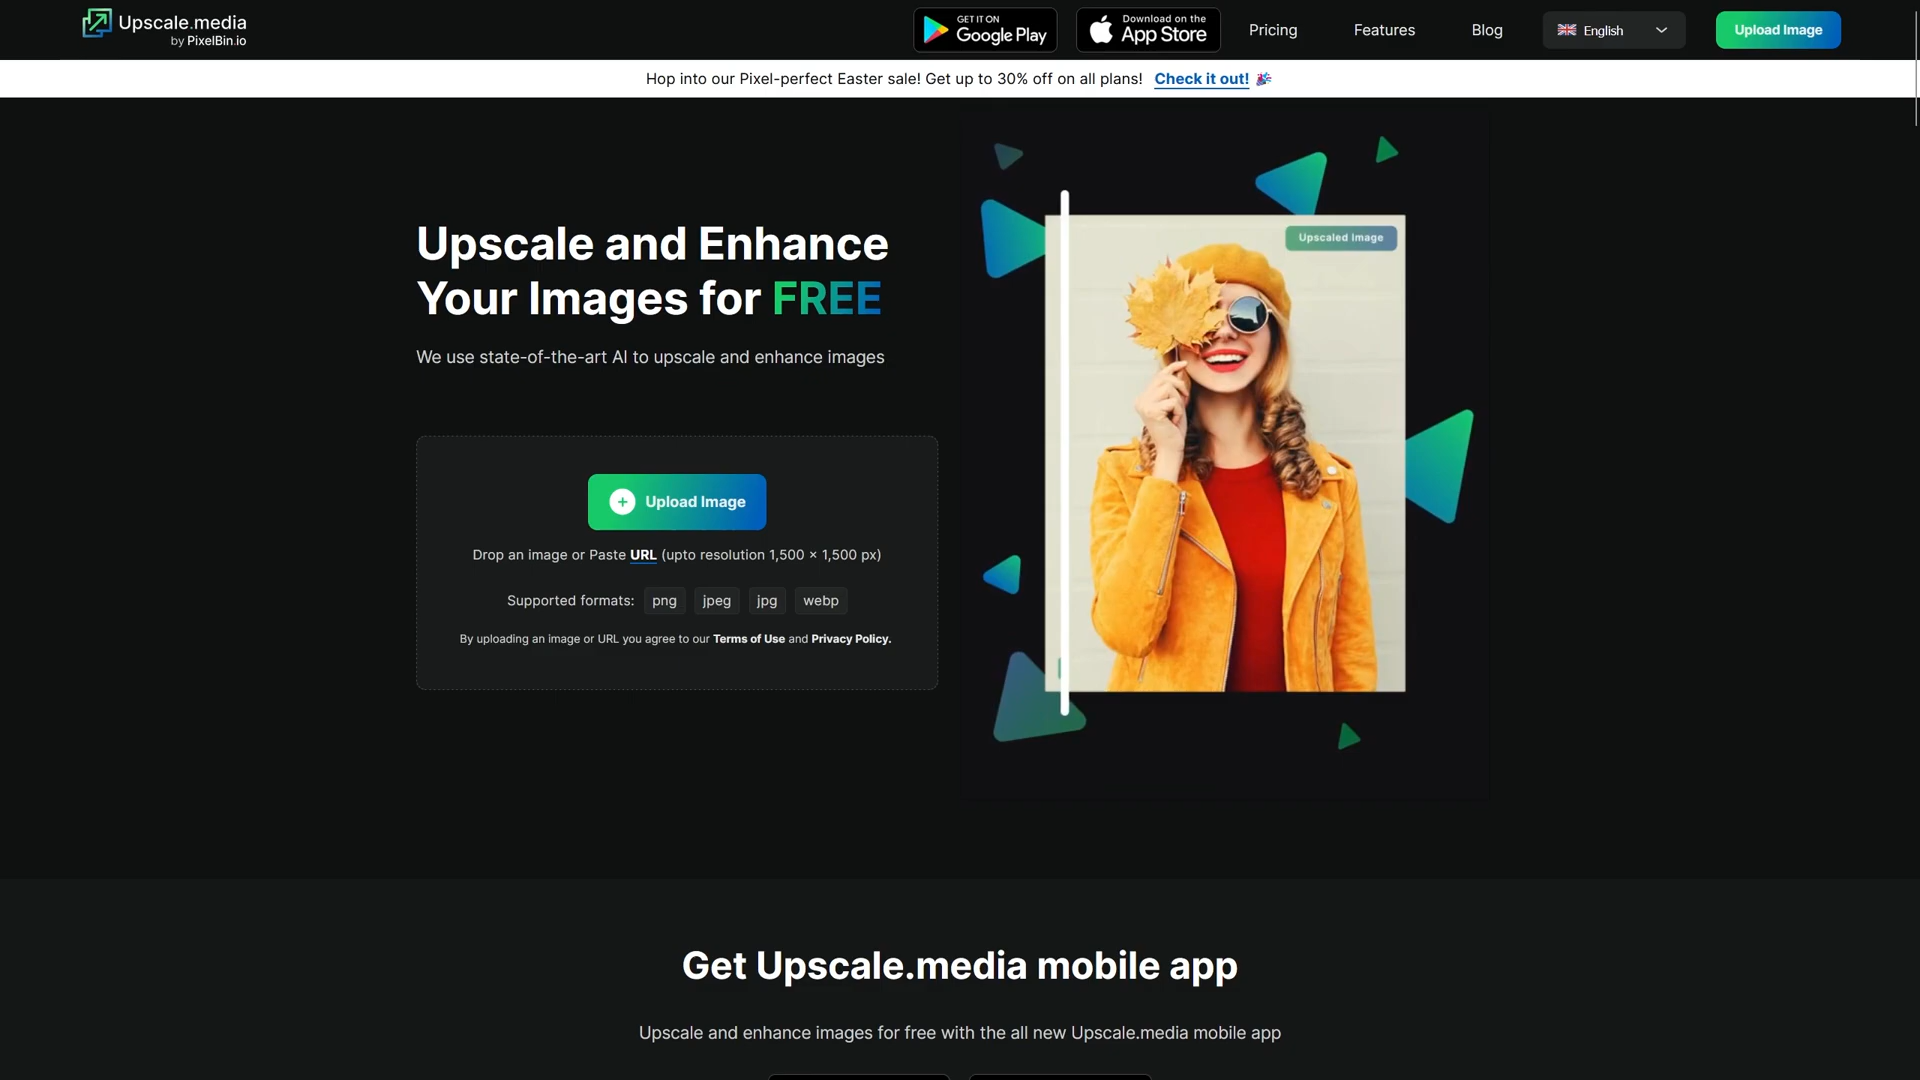 Upscale.media
by PixelBin.io
GET IT ON
Google Play
Download on the
App Store
Pricing
Features
Blog
English
Upload Image
Hop into our Pixel-perfect Easter sale! Get up to 30% off on all plans! Check it out!
Upscaled Image
Upscale and Enhance
Your Images for FREE
We use state-of-the-art AI to upscale and enhance images
Upload Image
Drop an image or Paste URL (upto resolution 1,500 × 1,500 px)
Supported formats: png jpeg jpg webp
By uploading an image or URL you agree to our Terms of Use and Privacy Policy.
Get Upscale.media mobile app
Upscale and enhance images for free with the all new Upscale.media mobile app